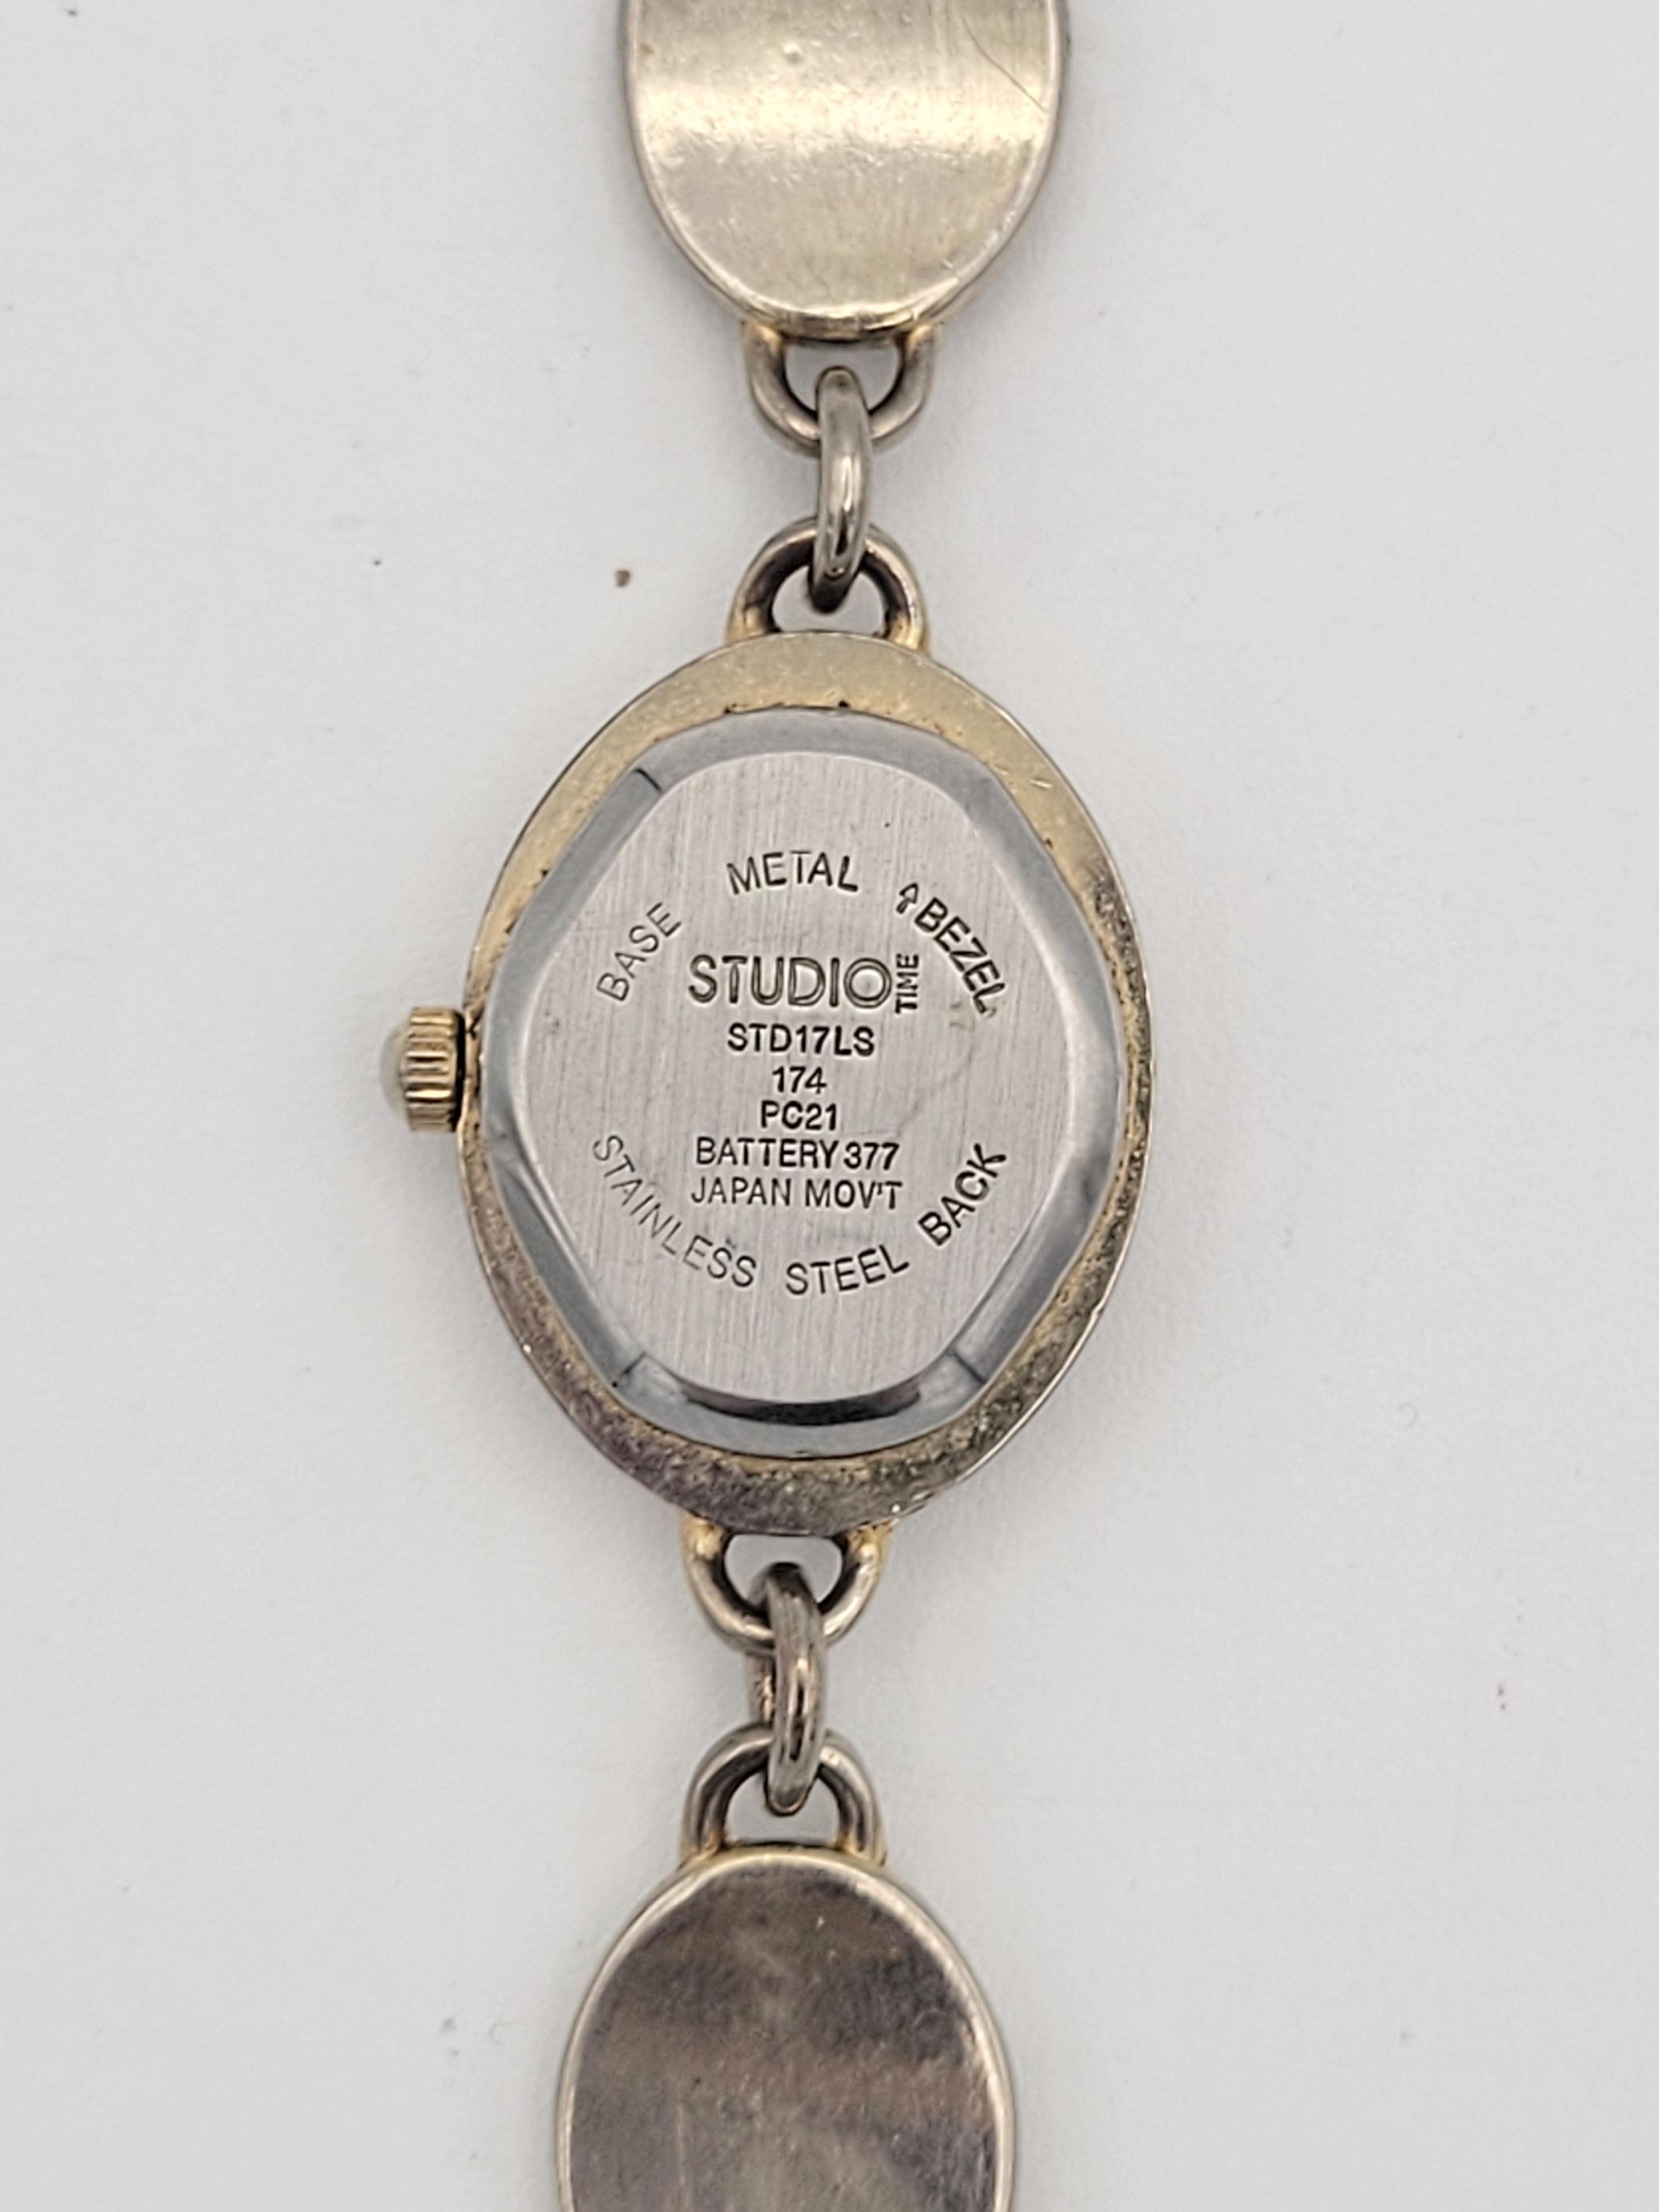 BASE METAL BEZEL
STUDIO TIME
STD17LS
174
PC21
BATTERY 377
JAPAN MOV'T
STAINLESS STEEL BACK